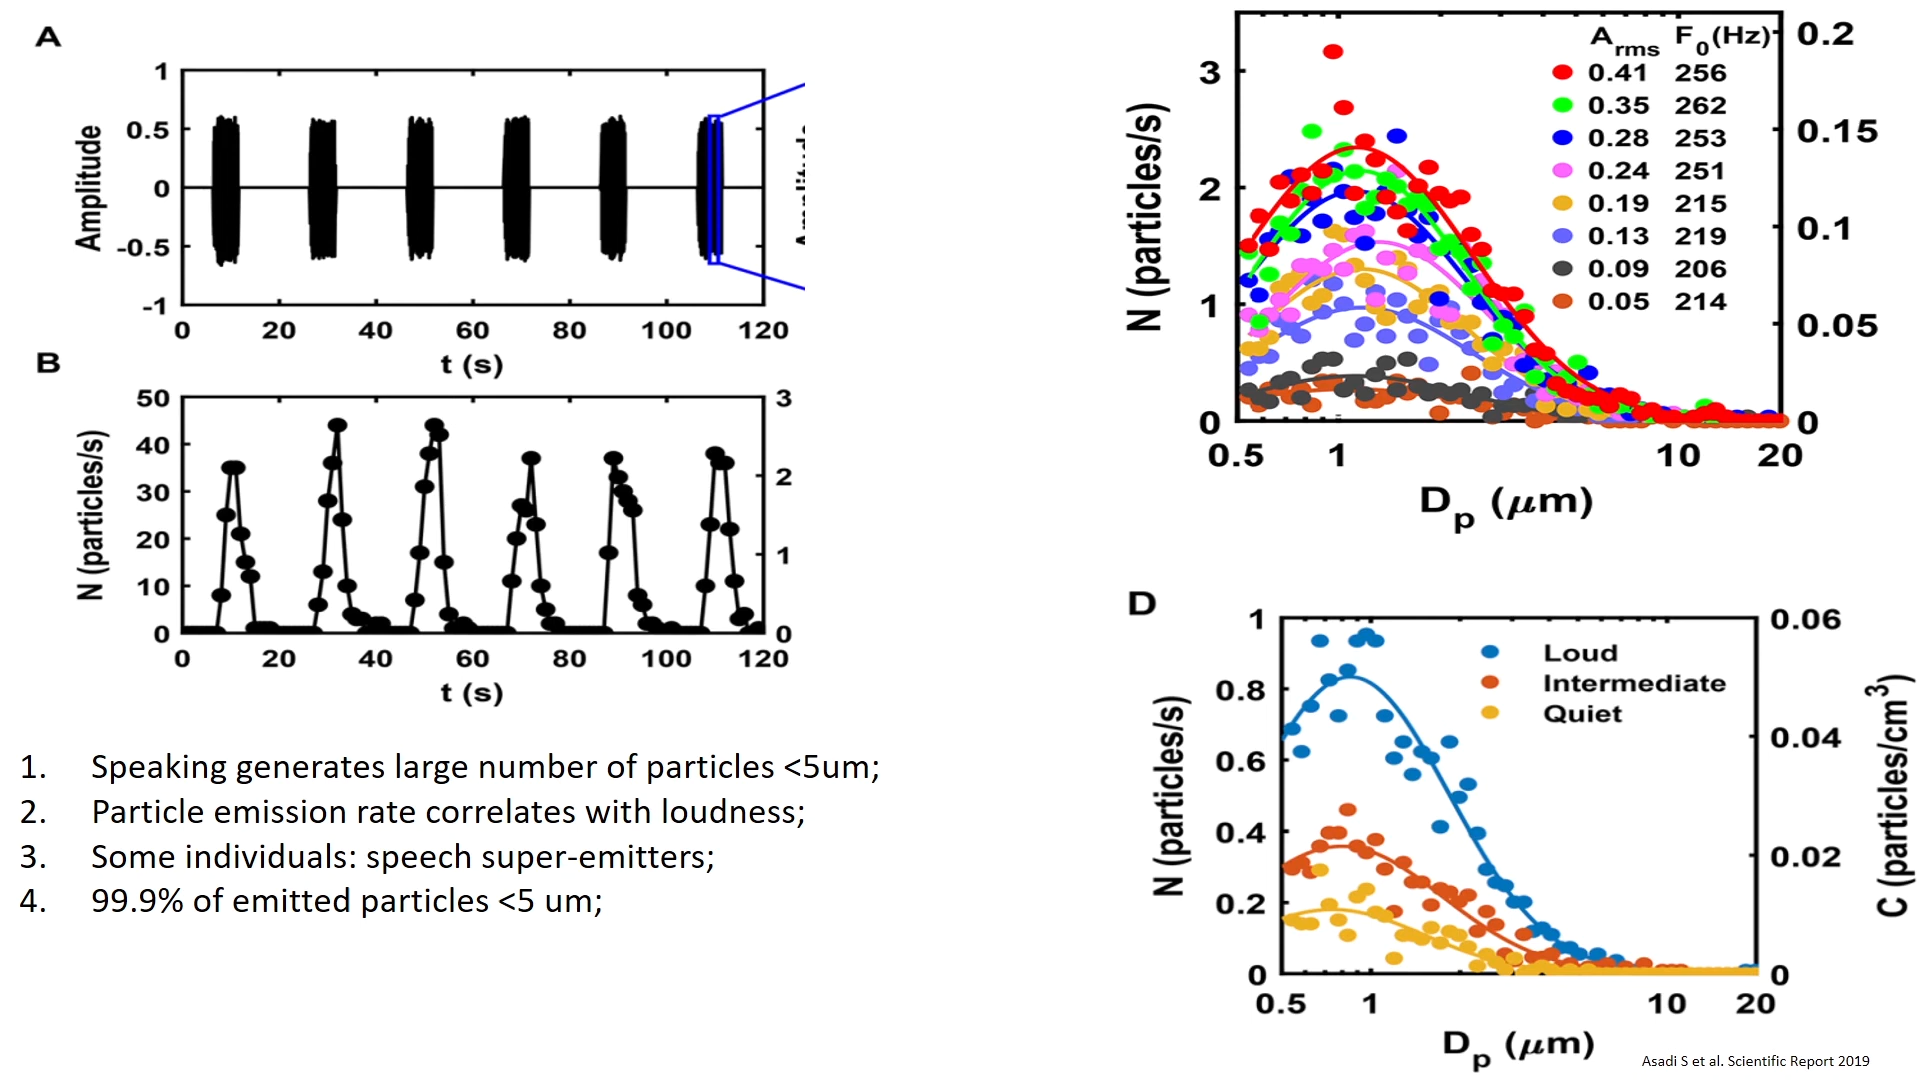 A
1
0.5
0
-0.5
-1
Amplitude
0 20 40 60 80 100 120
t (s)
B
50
40
30
20
10
0
N (particles/s)
3
2
1
0
0 20 40 60 80 100 120
t (s)
1. Speaking generates large number of particles <5um;
2. Particle emission rate correlates with loudness;
3. Some individuals: speech super-emitters;
4. 99.9% of emitted particles <5 um;
A_rms F_0(Hz)
0.41 256
0.35 262
0.28 253
0.24 251
0.19 215
0.13 219
0.09 206
0.05 214
3
2
1
0
N (particles/s)
0.2
0.15
0.1
0.05
0
0.5 1 10 20
D_p (μm)
D
1
0.8
0.6
0.4
0.2
0
N (particles/s)
Loud
Intermediate
Quiet
0.06
0.04
0.02
0
C (particles/cm³)
0.5 1 10 20
D_p (μm)
Asadi S et al. Scientific Report 2019